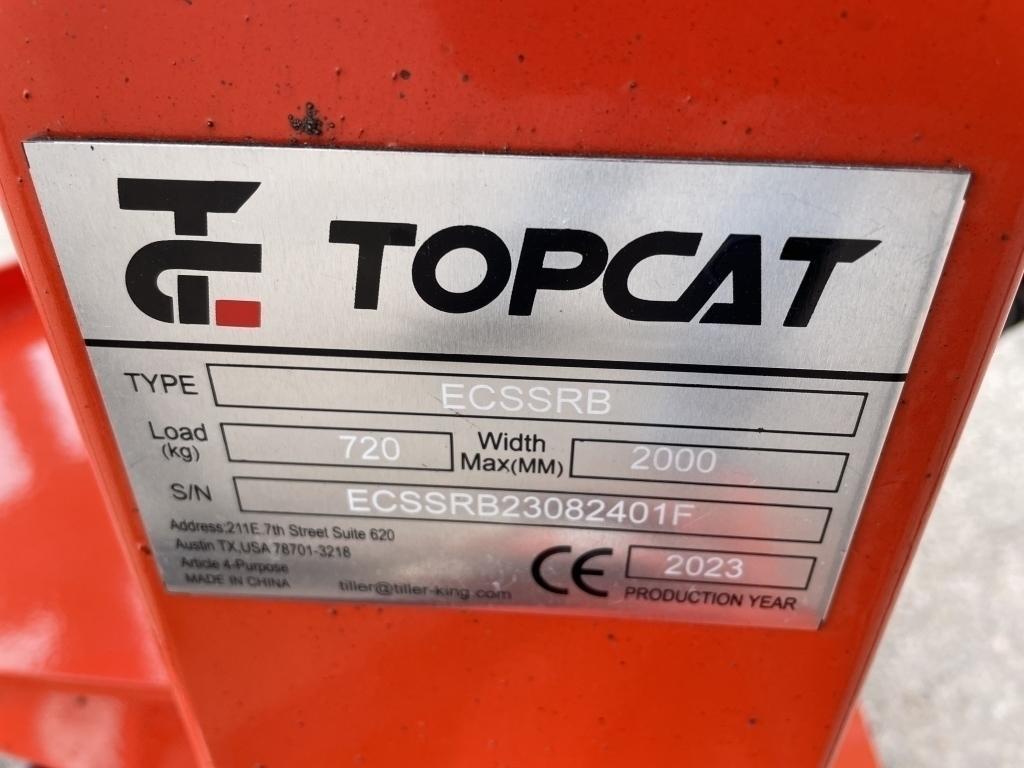 TC TOPCAT
TYPE ECSSRB
Load (kg) 720 Width Max(MM) 2000
S/N ECSSRB23082401F
Address:211E.7th Street Suite 620
Austin TX,USA 78701-3218
Article 4-Purpose
MADE IN CHINA tiller@tiller-king.com
CE 2023
PRODUCTION YEAR